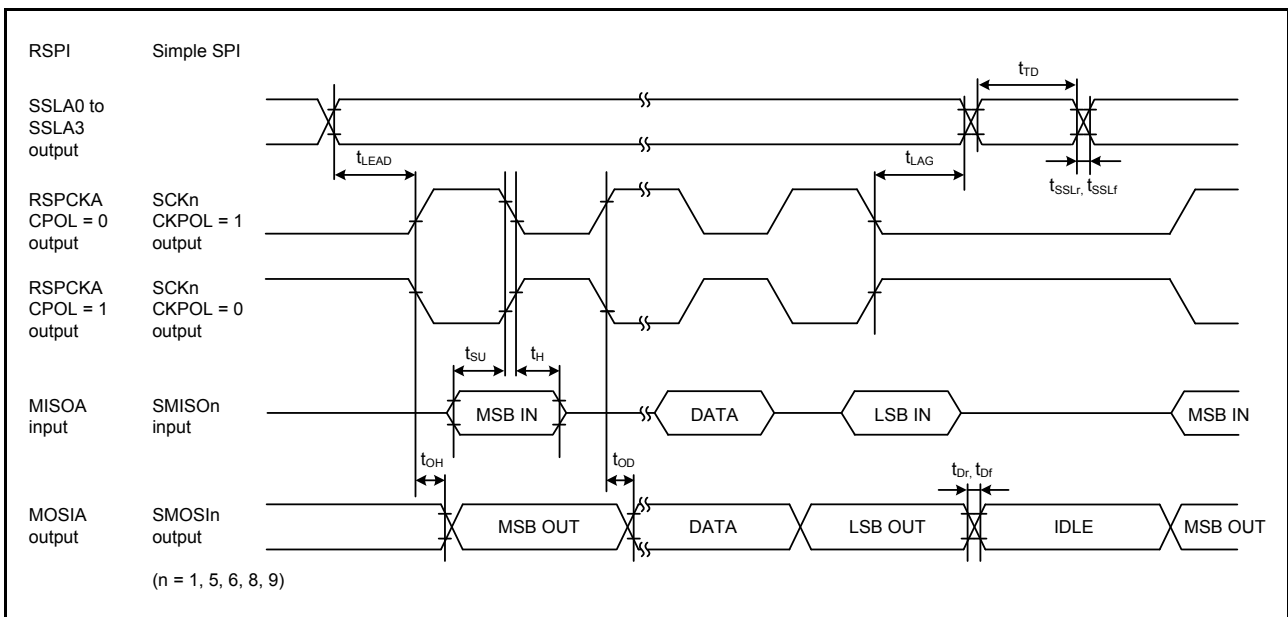 RSPI Simple SPI
SSLA0 to
SSLA3
output
tTD
tLEAD
tLAG
tSSLr, tSSLf
RSPCKA SCKn
CPOL = 0 CKPOL = 1
output output
RSPCKA SCKn
CPOL = 1 CKPOL = 0
output output
tSU tH
MISOA SMISOn
input input
MSB IN DATA LSB IN MSB IN
tOH tOD tDr, tDf
MOSIA SMOSIn
output output
MSB OUT DATA LSB OUT IDLE MSB OUT
(n = 1, 5, 6, 8, 9)